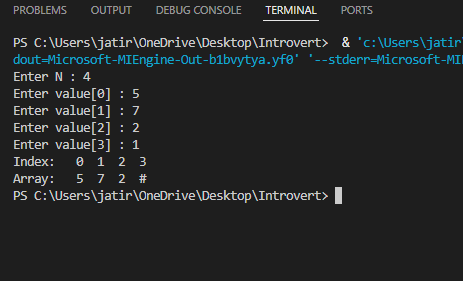 PROBLEMS OUTPUT DEBUG CONSOLE TERMINAL PORTS
PS C:\Users\jatir\OneDrive\Desktop\Introvert>  & 'c:\Users\jatir\
dout=Microsoft-MIEngine-Out-b1bvytya.yf0' '--stderr=Microsoft-MIE
Enter N : 4
Enter value[0] : 5
Enter value[1] : 7
Enter value[2] : 2
Enter value[3] : 1
Index:   0  1  2  3
Array:   5  7  2  #
PS C:\Users\jatir\OneDrive\Desktop\Introvert>